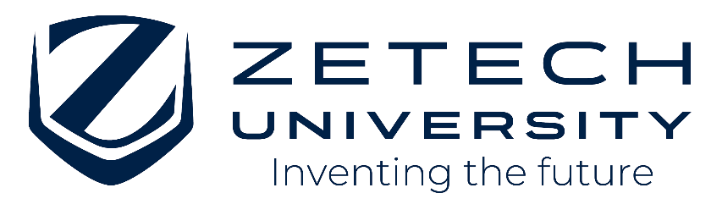 ZETECH
UNIVERSITY
Inventing the future